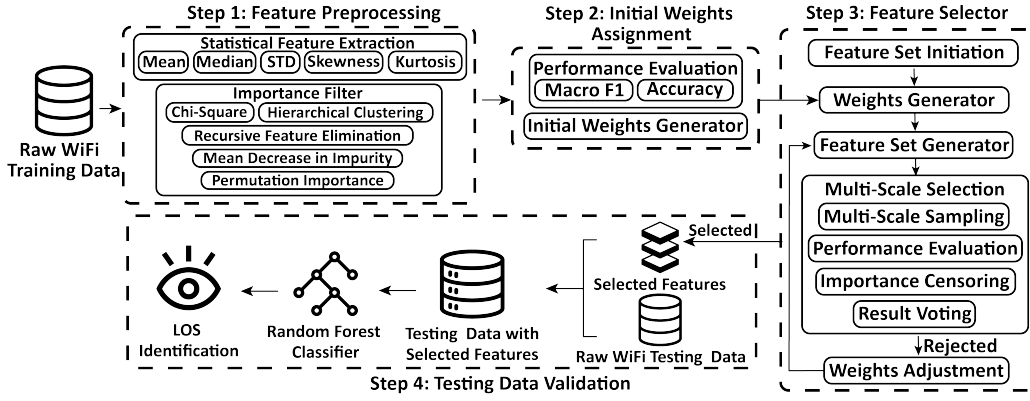 Step 1: Feature Preprocessing
Statistical Feature Extraction
Mean Median STD Skewness Kurtosis
Importance Filter
Chi-Square Hierarchical Clustering
Recursive Feature Elimination
Mean Decrease in Impurity
Permutation Importance
Raw WiFi
Training Data
Step 2: Initial Weights
Assignment
Performance Evaluation
Macro F1 Accuracy
Initial Weights Generator
Step 3: Feature Selector
Feature Set Initiation
Weights Generator
Feature Set Generator
Multi-Scale Selection
Multi-Scale Sampling
Performance Evaluation
Importance Censoring
Result Voting
Rejected
Weights Adjustment
Selected
Selected Features
Raw WiFi Testing Data
Testing Data with
Selected Features
Random Forest
Classifier
LOS
Identification
Step 4: Testing Data Validation